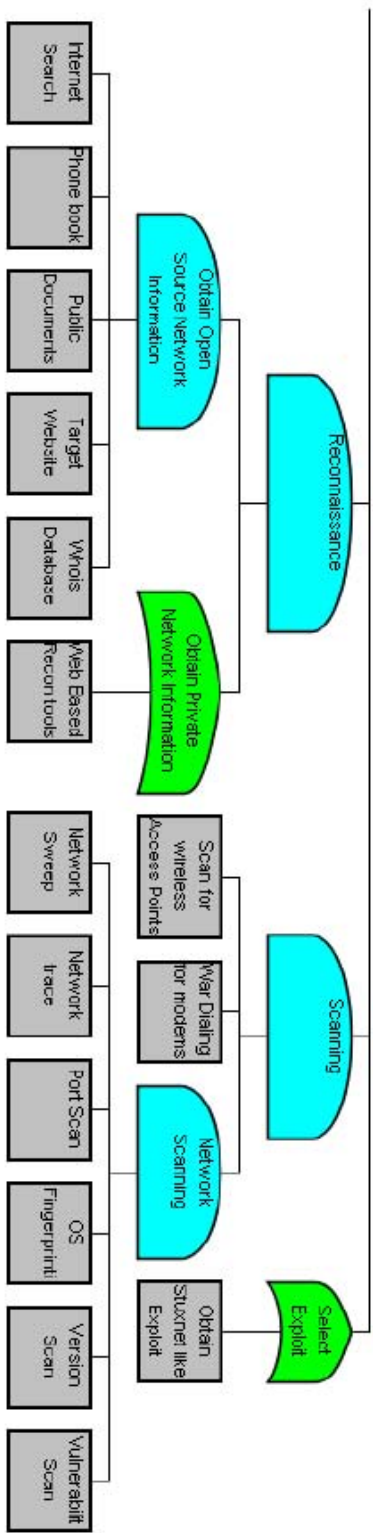 Reconnaissance
Scanning
Select
Exploit
Obtain Open
Source Network
Information
Obtain Private
Network Information
Scan for
wireless
Access Points
War Dialing
for modems
Network
Scanning
Obtain
Stuxnet like
Exploit
Internet
Search
Phone book
Public
Documents
Target
Website
Whois
Database
Web Based
Recon tools
Network
Sweep
Network
trace
Port Scan
OS
Fingerprinti
Version
Scan
Vulnerabilit
Scan